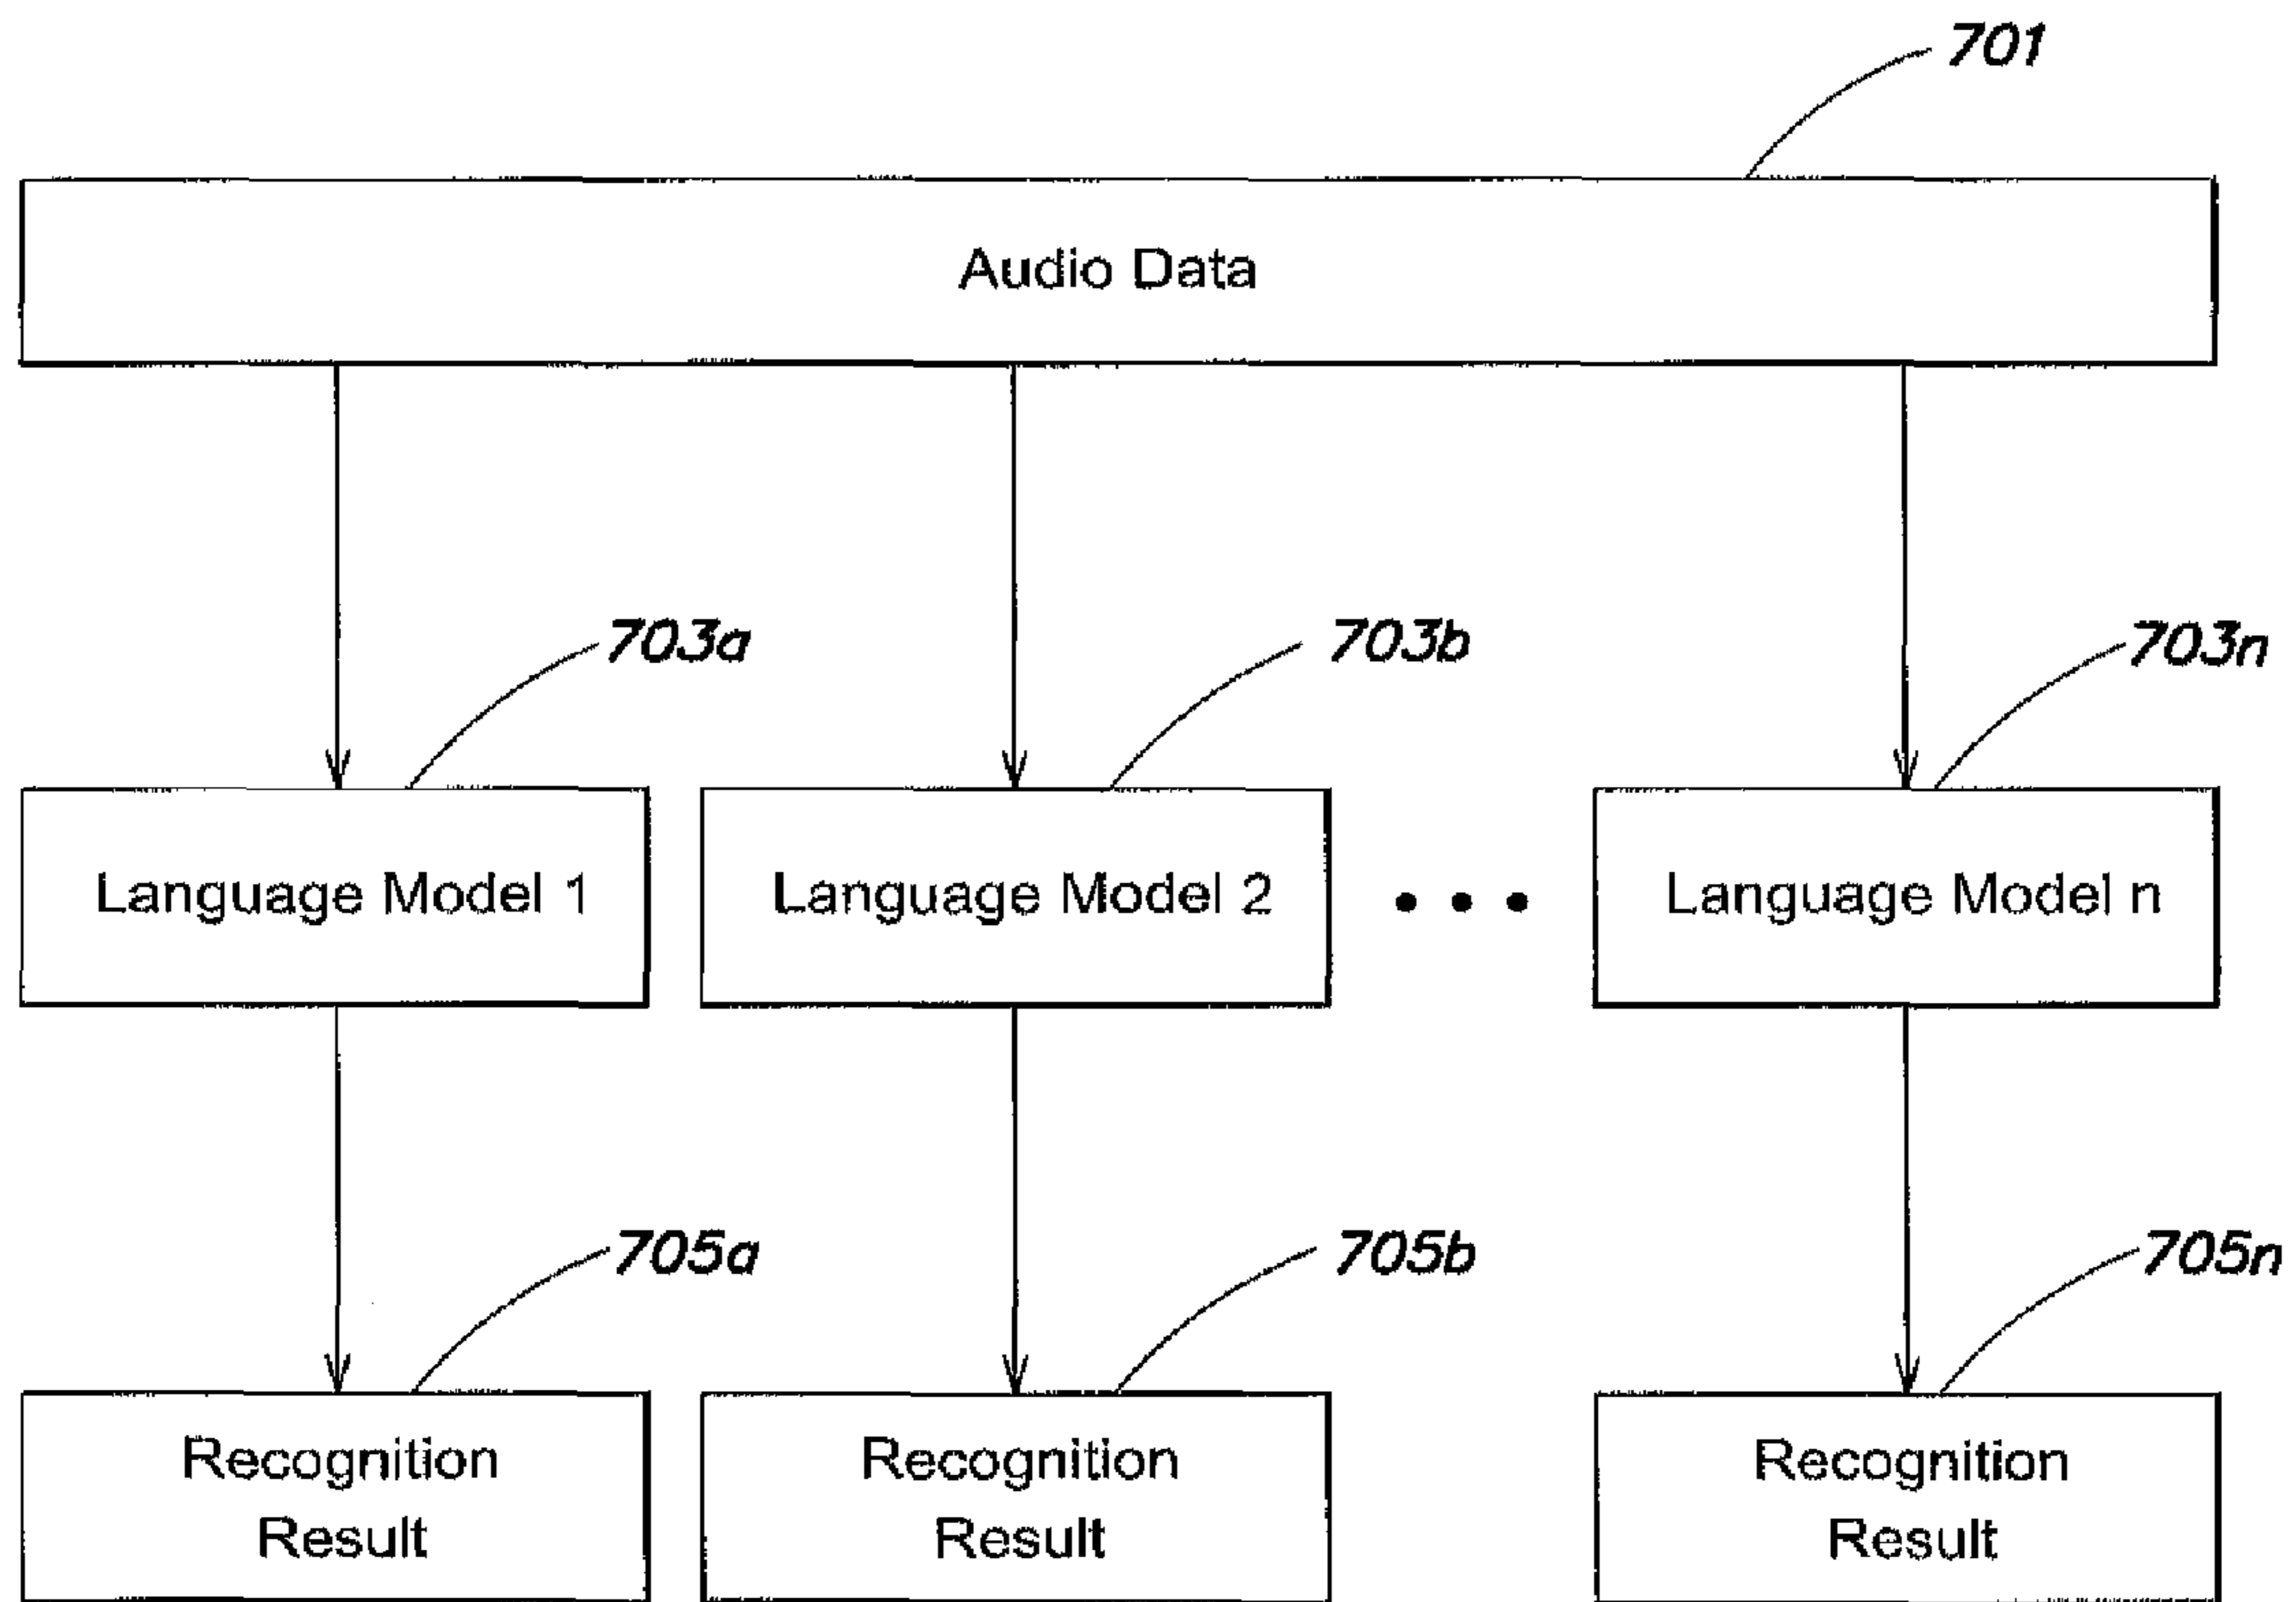 701
Audio Data
703a
703b
703n
Language Model 1
Language Model 2
Language Model n
705a
705b
705n
Recognition
Result
Recognition
Result
Recognition
Result